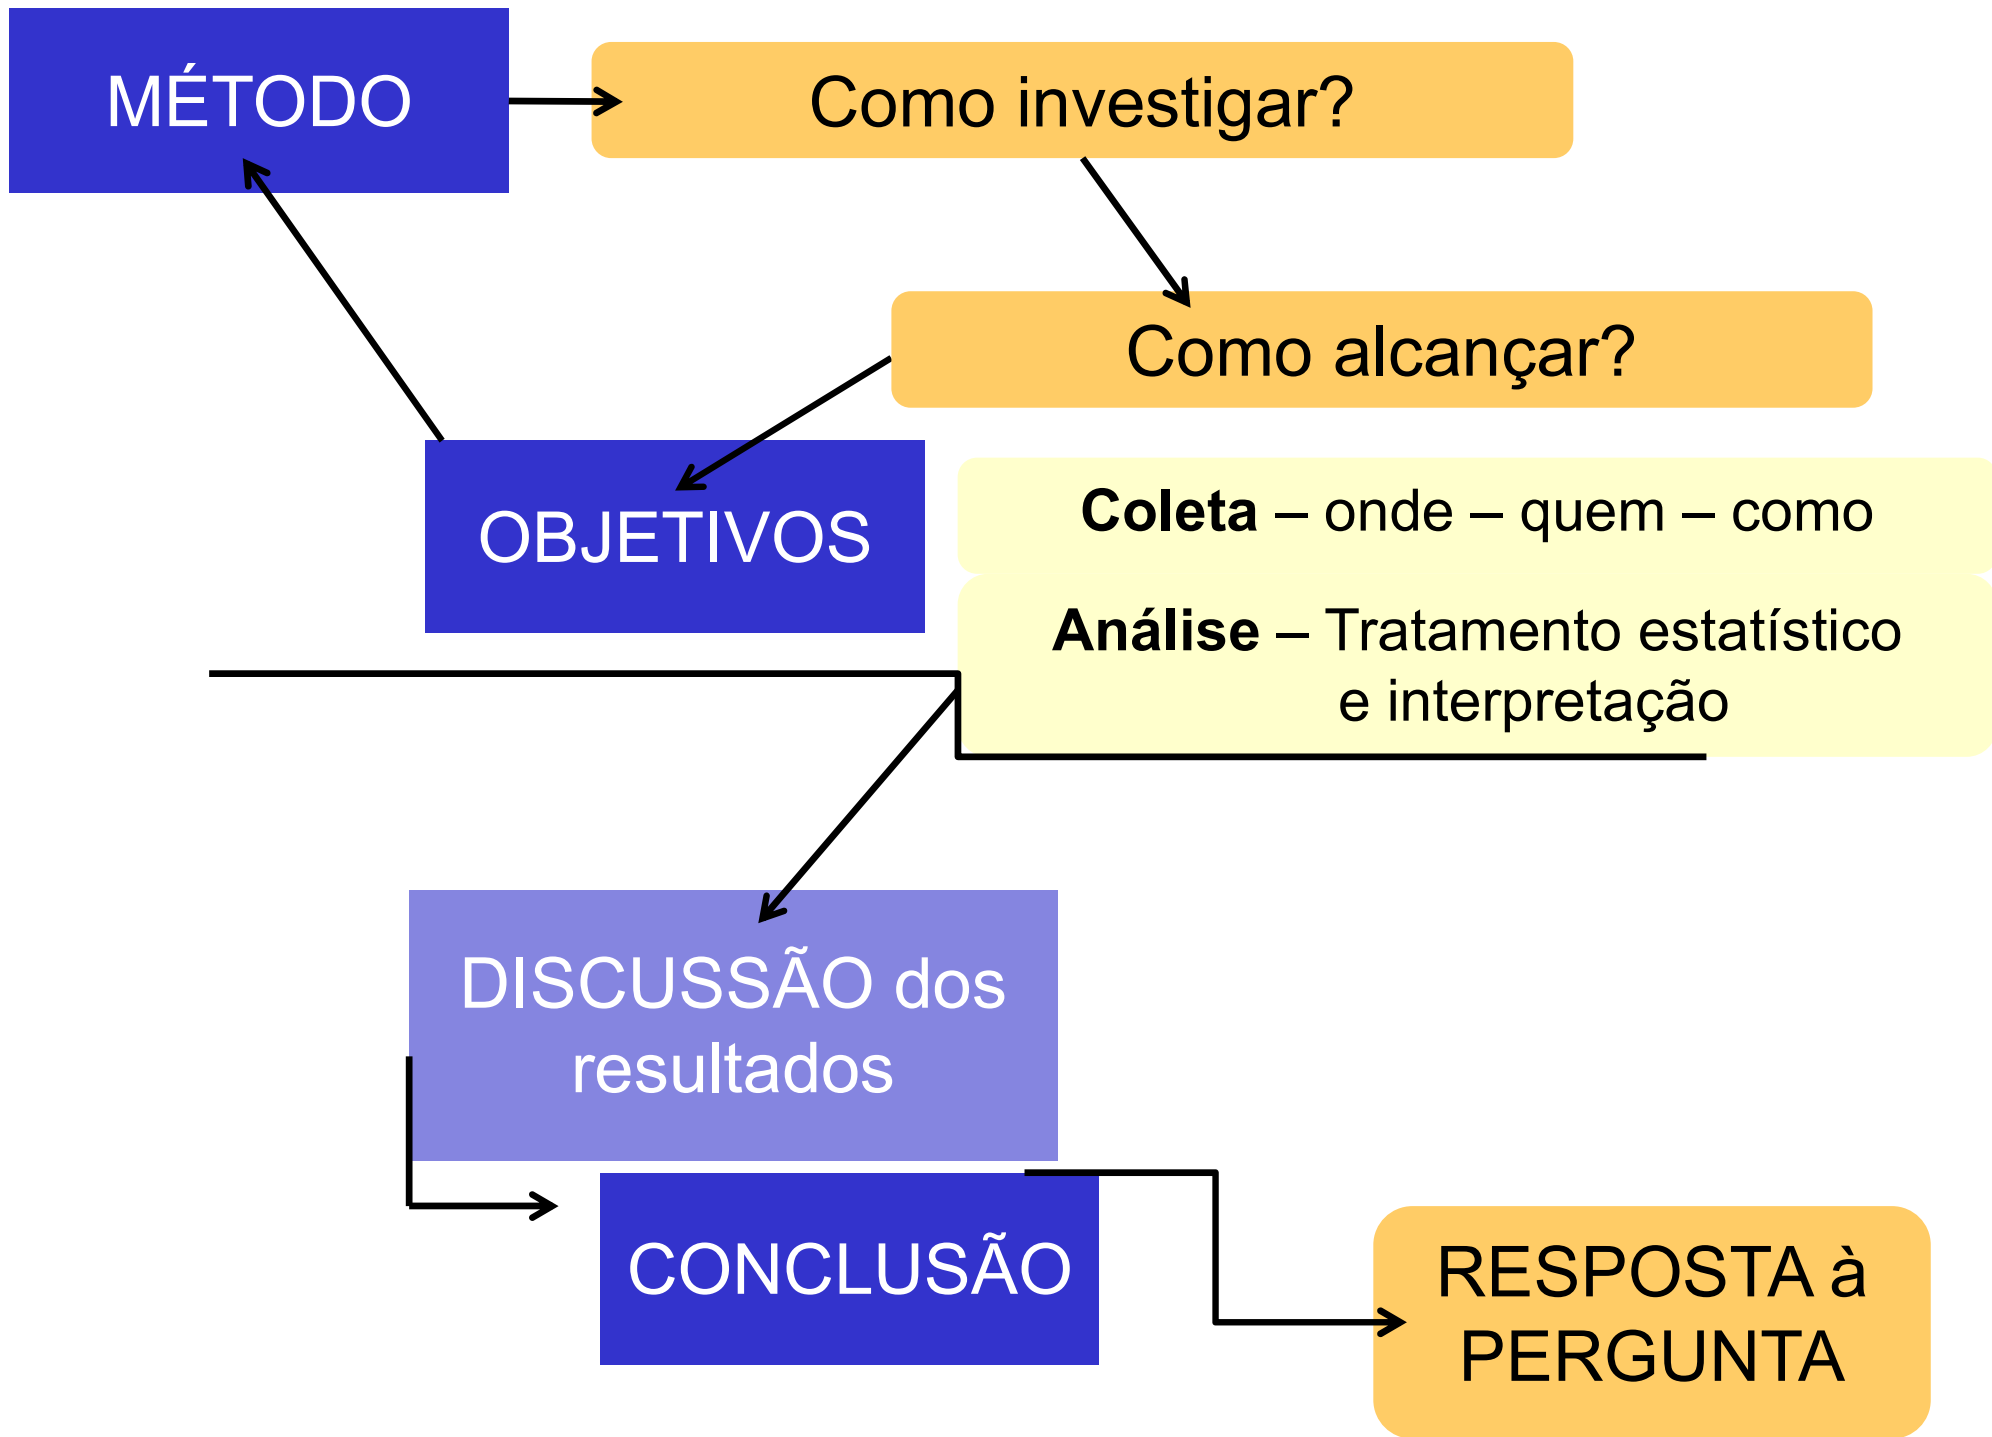 MÉTODO
Como investigar?
Como alcançar?
OBJETIVOS
Coleta – onde – quem – como
Análise – Tratamento estatístico
e interpretação
DISCUSSÃO dos
resultados
CONCLUSÃO
RESPOSTA à
PERGUNTA